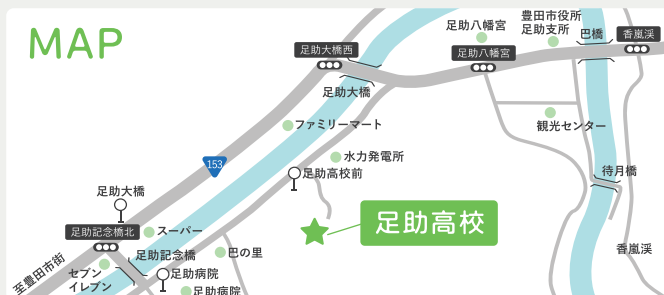 MAP
足助大橋西
足助八幡宮
豊田市役所
足助支所
巴橋
香嵐渓
足助八幡宮
足助大橋
ファミリーマート
観光センター
153
水力発電所
足助高校前
待月橋
足助大橋
足助高校
足助記念橋北
スーパー
足助記念橋
巴の里
香嵐渓
至豊田市街
セブン
イレブン
足助病院
足助病院